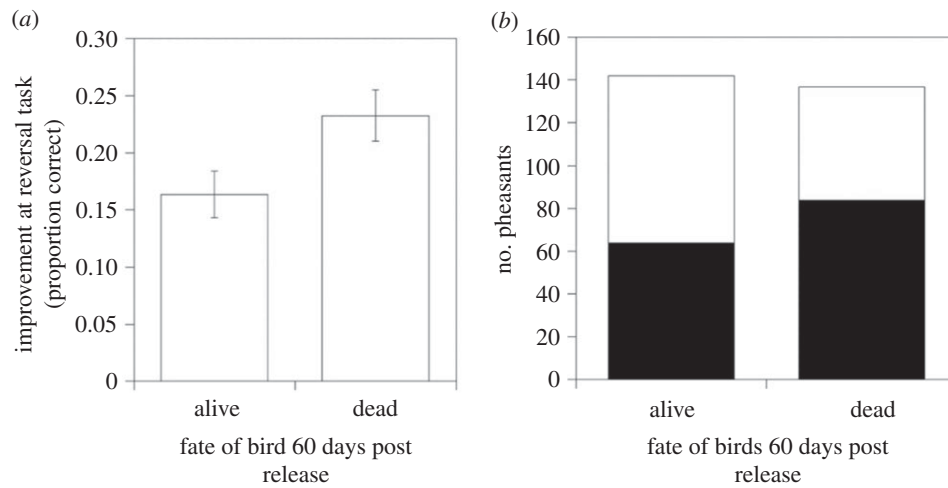 (a)
0.30
0.25
0.20
0.15
0.10
0.05
0
improvement at reversal task
(proportion correct)
alive
dead
fate of bird 60 days post
release
(b)
160
140
120
100
80
60
40
20
0
no. pheasants
alive
dead
fate of birds 60 days post
release